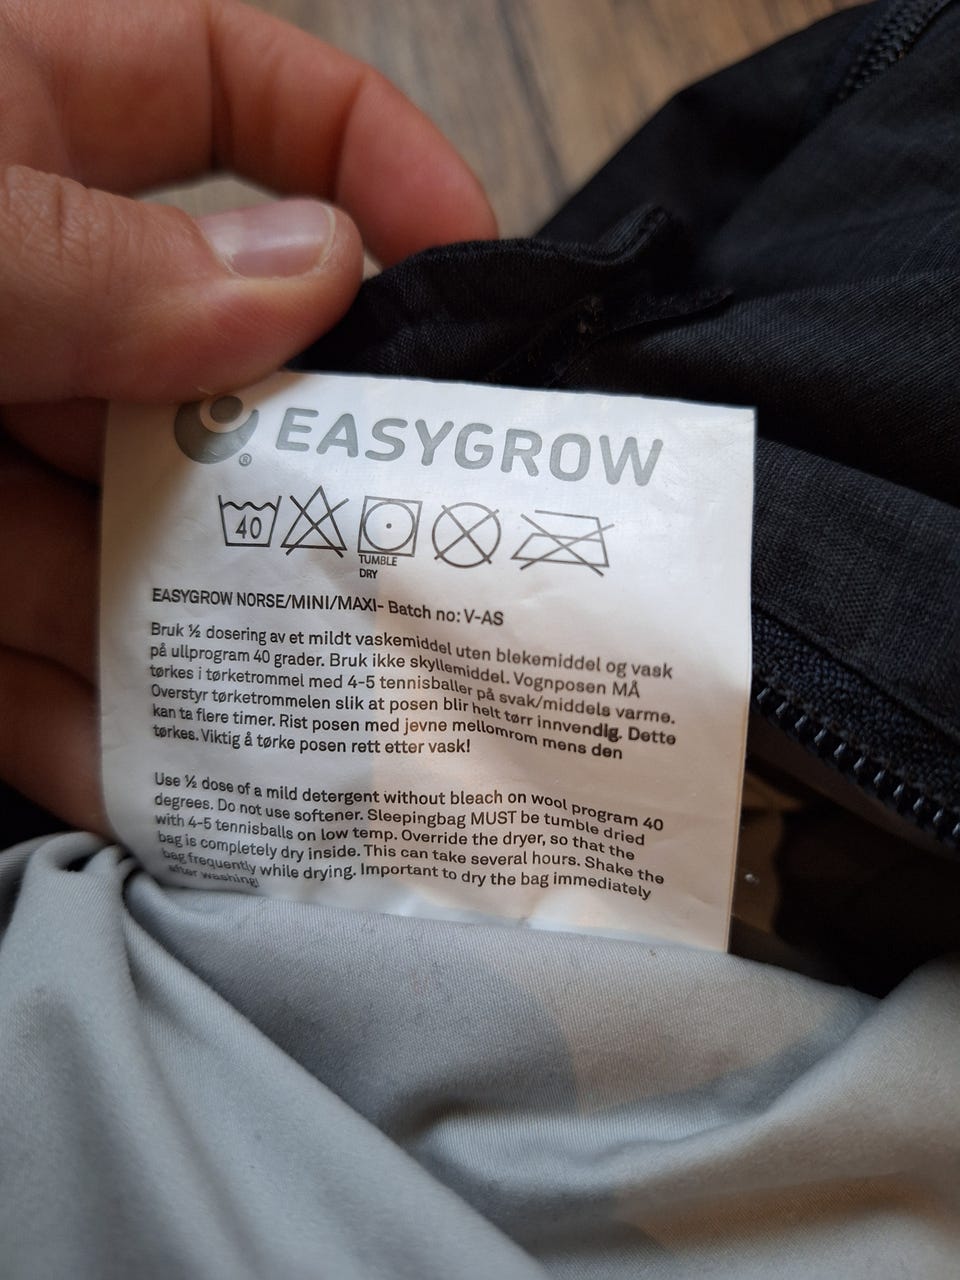 EASYGROW
®
40
TUMBLE
DRY
EASYGROW NORSE/MINI/MAXI- Batch no: V-AS
Bruk ½ dosering av et mildt vaskemiddel uten blekemiddel og vask
på ullprogram 40 grader. Bruk ikke skyllemiddel. Vognposen MÅ
tørkes i tørketrommel med 4-5 tennisballer på svak/middels varme.
Overstyr tørketrommelen slik at posen blir helt tørr innvendig. Dette
kan ta flere timer. Rist posen med jevne mellomrom mens den
tørkes. Viktig å tørke posen rett etter vask!
Use ½ dose of a mild detergent without bleach on wool program 40
degrees. Do not use softener. Sleepingbag MUST be tumble dried
with 4-5 tennisballs on low temp. Override the dryer, so that the
bag is completely dry inside. This can take several hours. Shake the
bag frequently while drying. Important to dry the bag immediately
after washing!